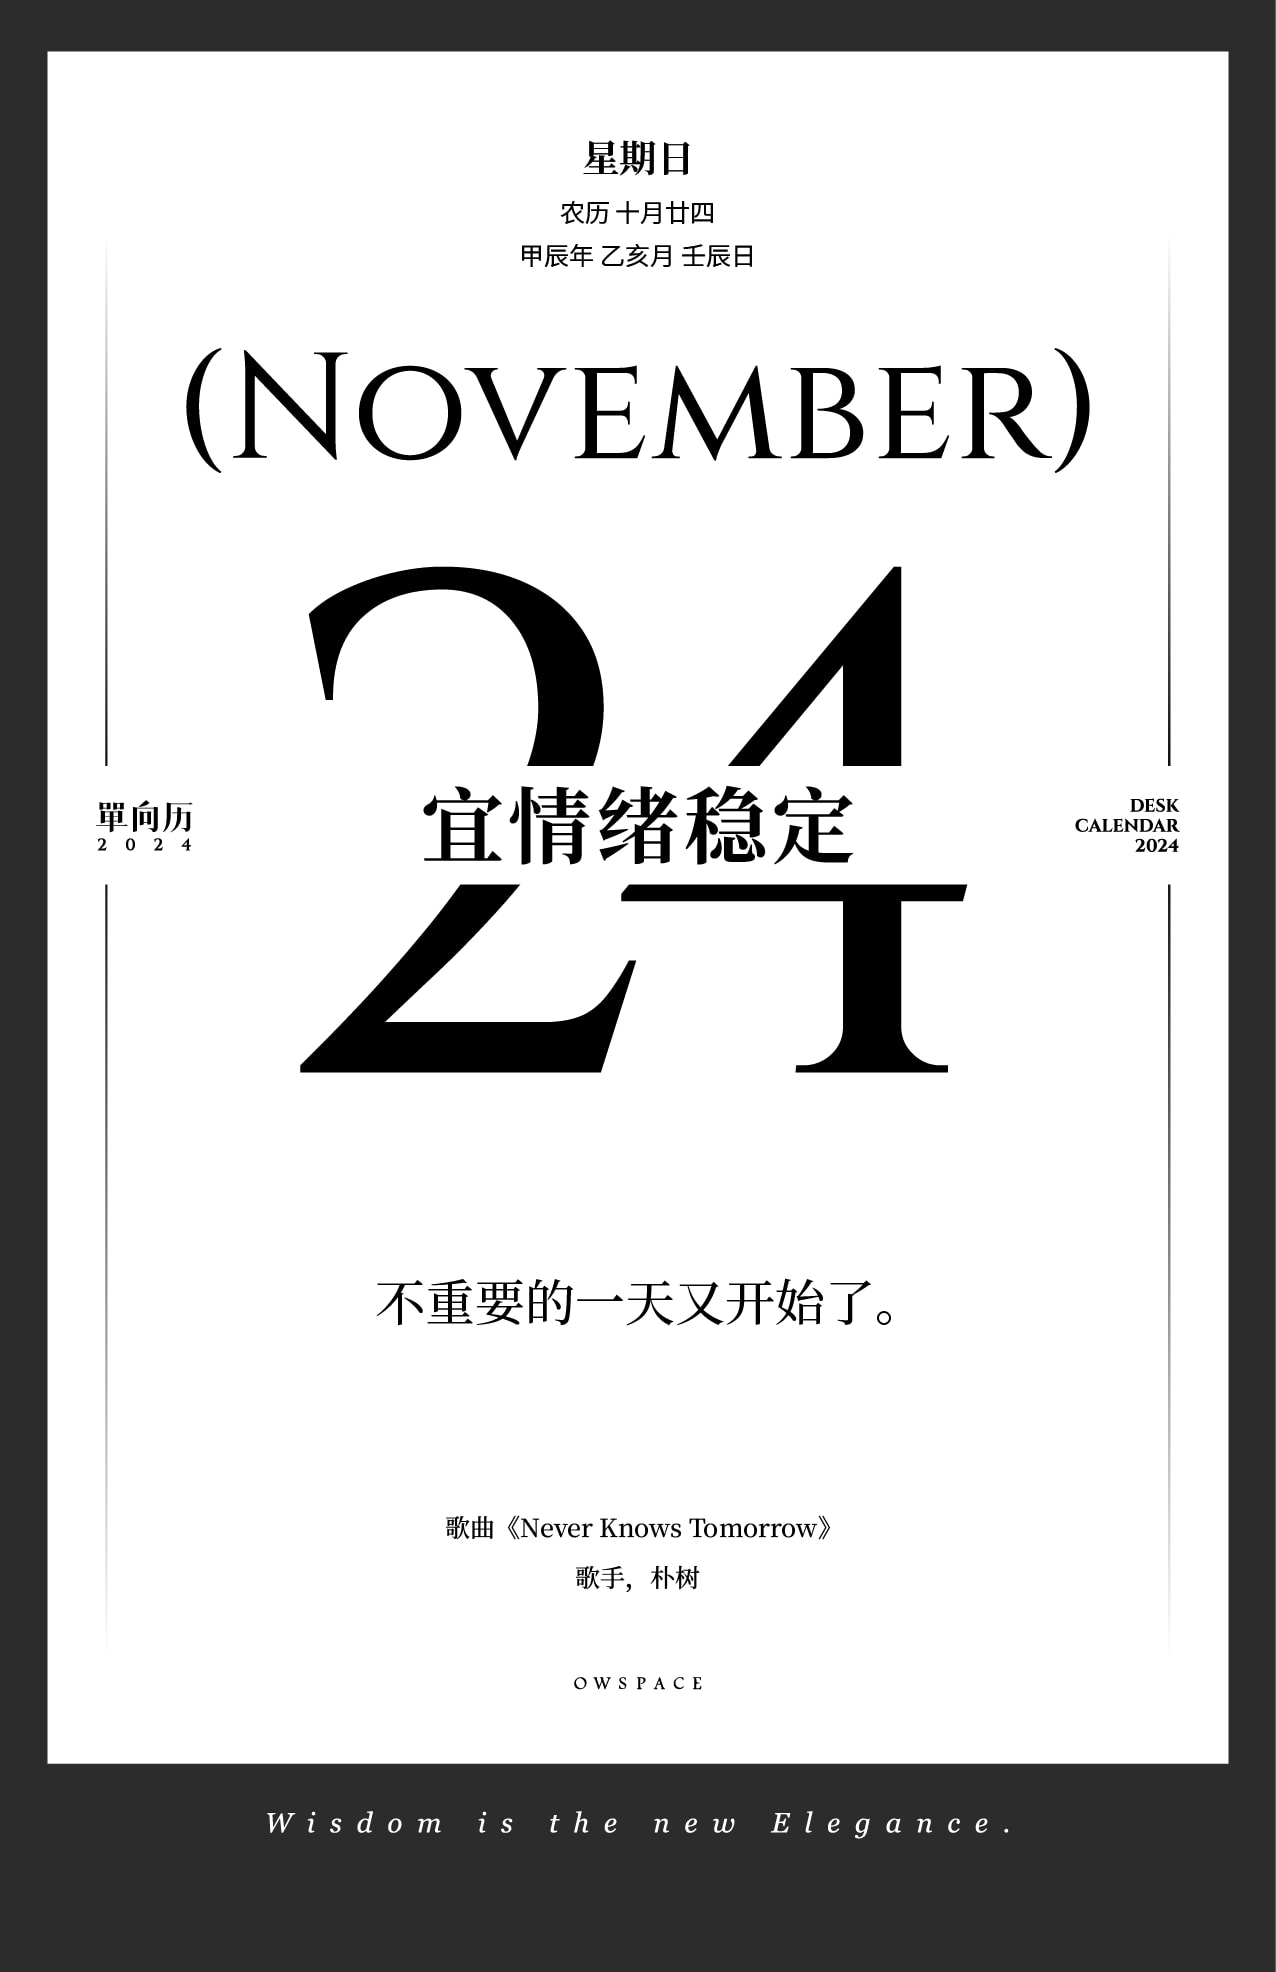 星期日
农历 十月廿四
甲辰年 乙亥月 壬辰日
(NOVEMBER)
24
宜情绪稳定
單向历
2024
DESK
CALENDAR
2024
不重要的一天又开始了。
歌曲《Never Knows Tomorrow》
歌手，朴树
OWSPACE
Wisdom is the new Elegance.